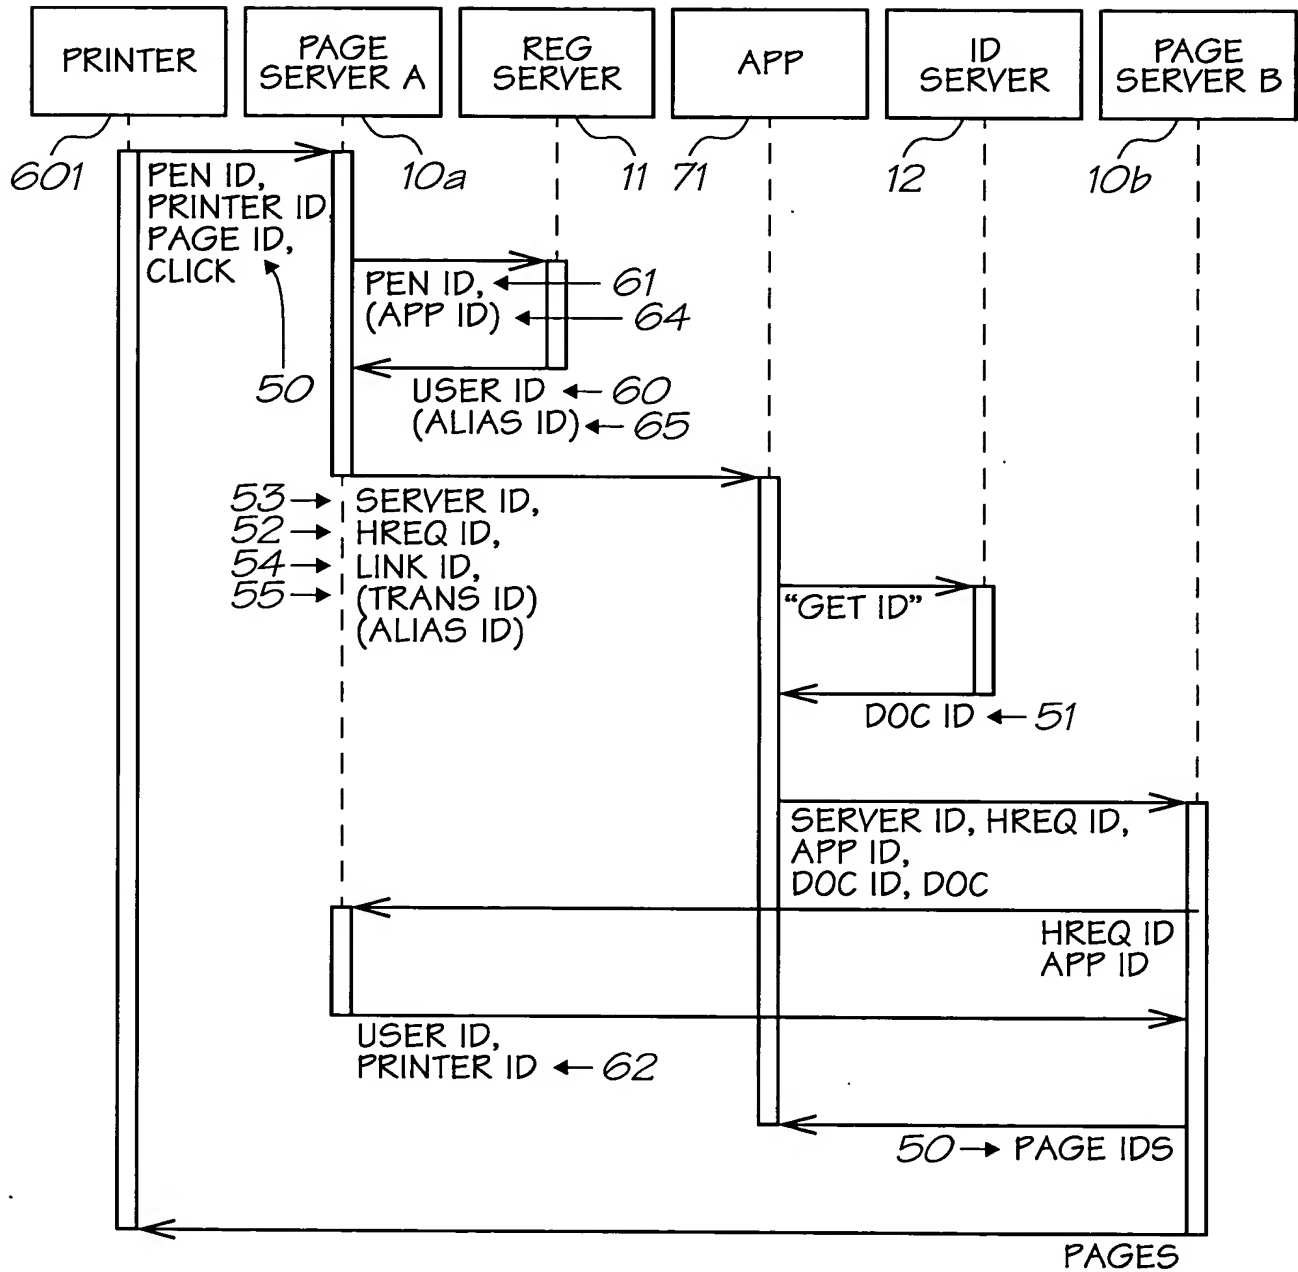 PRINTER
PAGE
SERVER A
REG
SERVER
APP
ID
SERVER
PAGE
SERVER B
601
10a
11
71
12
10b
PEN ID,
PRINTER ID
PAGE ID,
CLICK
50
PEN ID, 61
(APP ID) 64
USER ID 60
(ALIAS ID) 65
53 SERVER ID,
52 HREQ ID,
54 LINK ID,
55 (TRANS ID)
(ALIAS ID)
“GET ID”
DOC ID 51
SERVER ID, HREQ ID,
APP ID,
DOC ID, DOC
HREQ ID
APP ID
USER ID,
PRINTER ID 62
50 PAGE IDS
PAGES